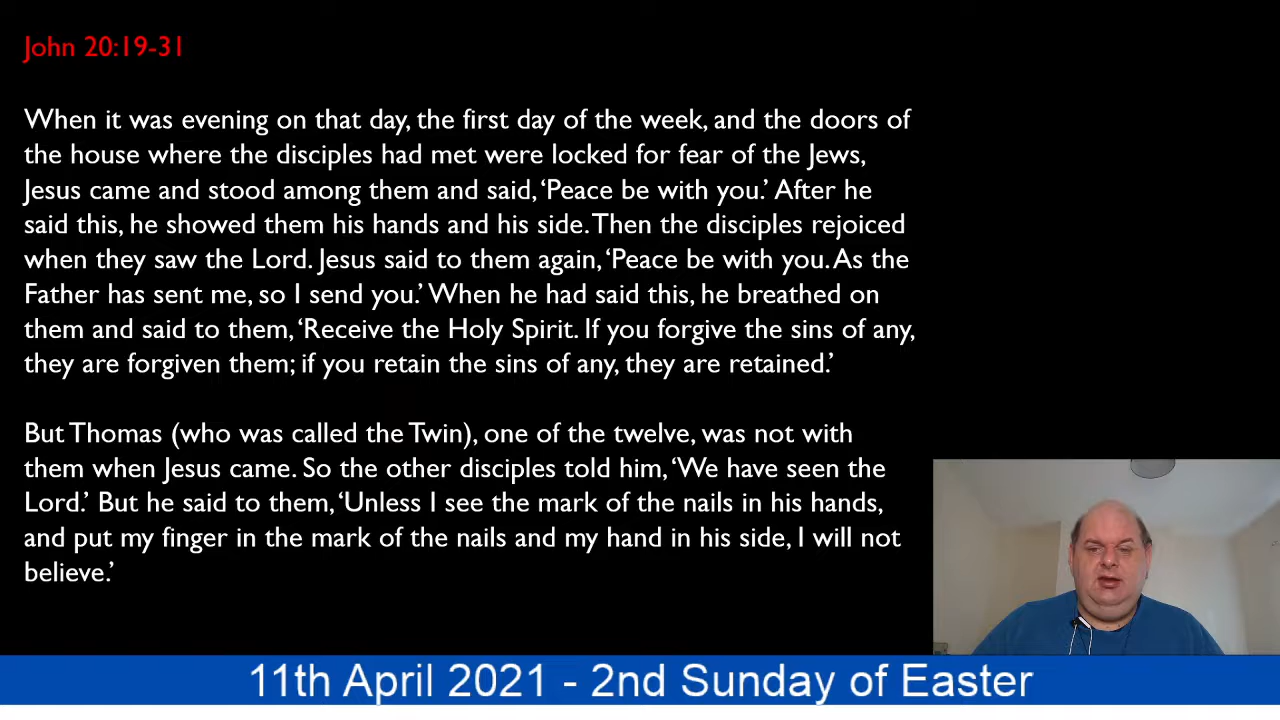 John 20:19-31
When it was evening on that day, the first day of the week, and the doors of
the house where the disciples had met were locked for fear of the Jews,
Jesus came and stood among them and said, ‘Peace be with you.’ After he
said this, he showed them his hands and his side. Then the disciples rejoiced
when they saw the Lord. Jesus said to them again, ‘Peace be with you. As the
Father has sent me, so I send you.’ When he had said this, he breathed on
them and said to them, ‘Receive the Holy Spirit. If you forgive the sins of any,
they are forgiven them; if you retain the sins of any, they are retained.’
But Thomas (who was called the Twin), one of the twelve, was not with
them when Jesus came. So the other disciples told him, ‘We have seen the
Lord.’ But he said to them, ‘Unless I see the mark of the nails in his hands,
and put my finger in the mark of the nails and my hand in his side, I will not
believe.’
11th April 2021 - 2nd Sunday of Easter